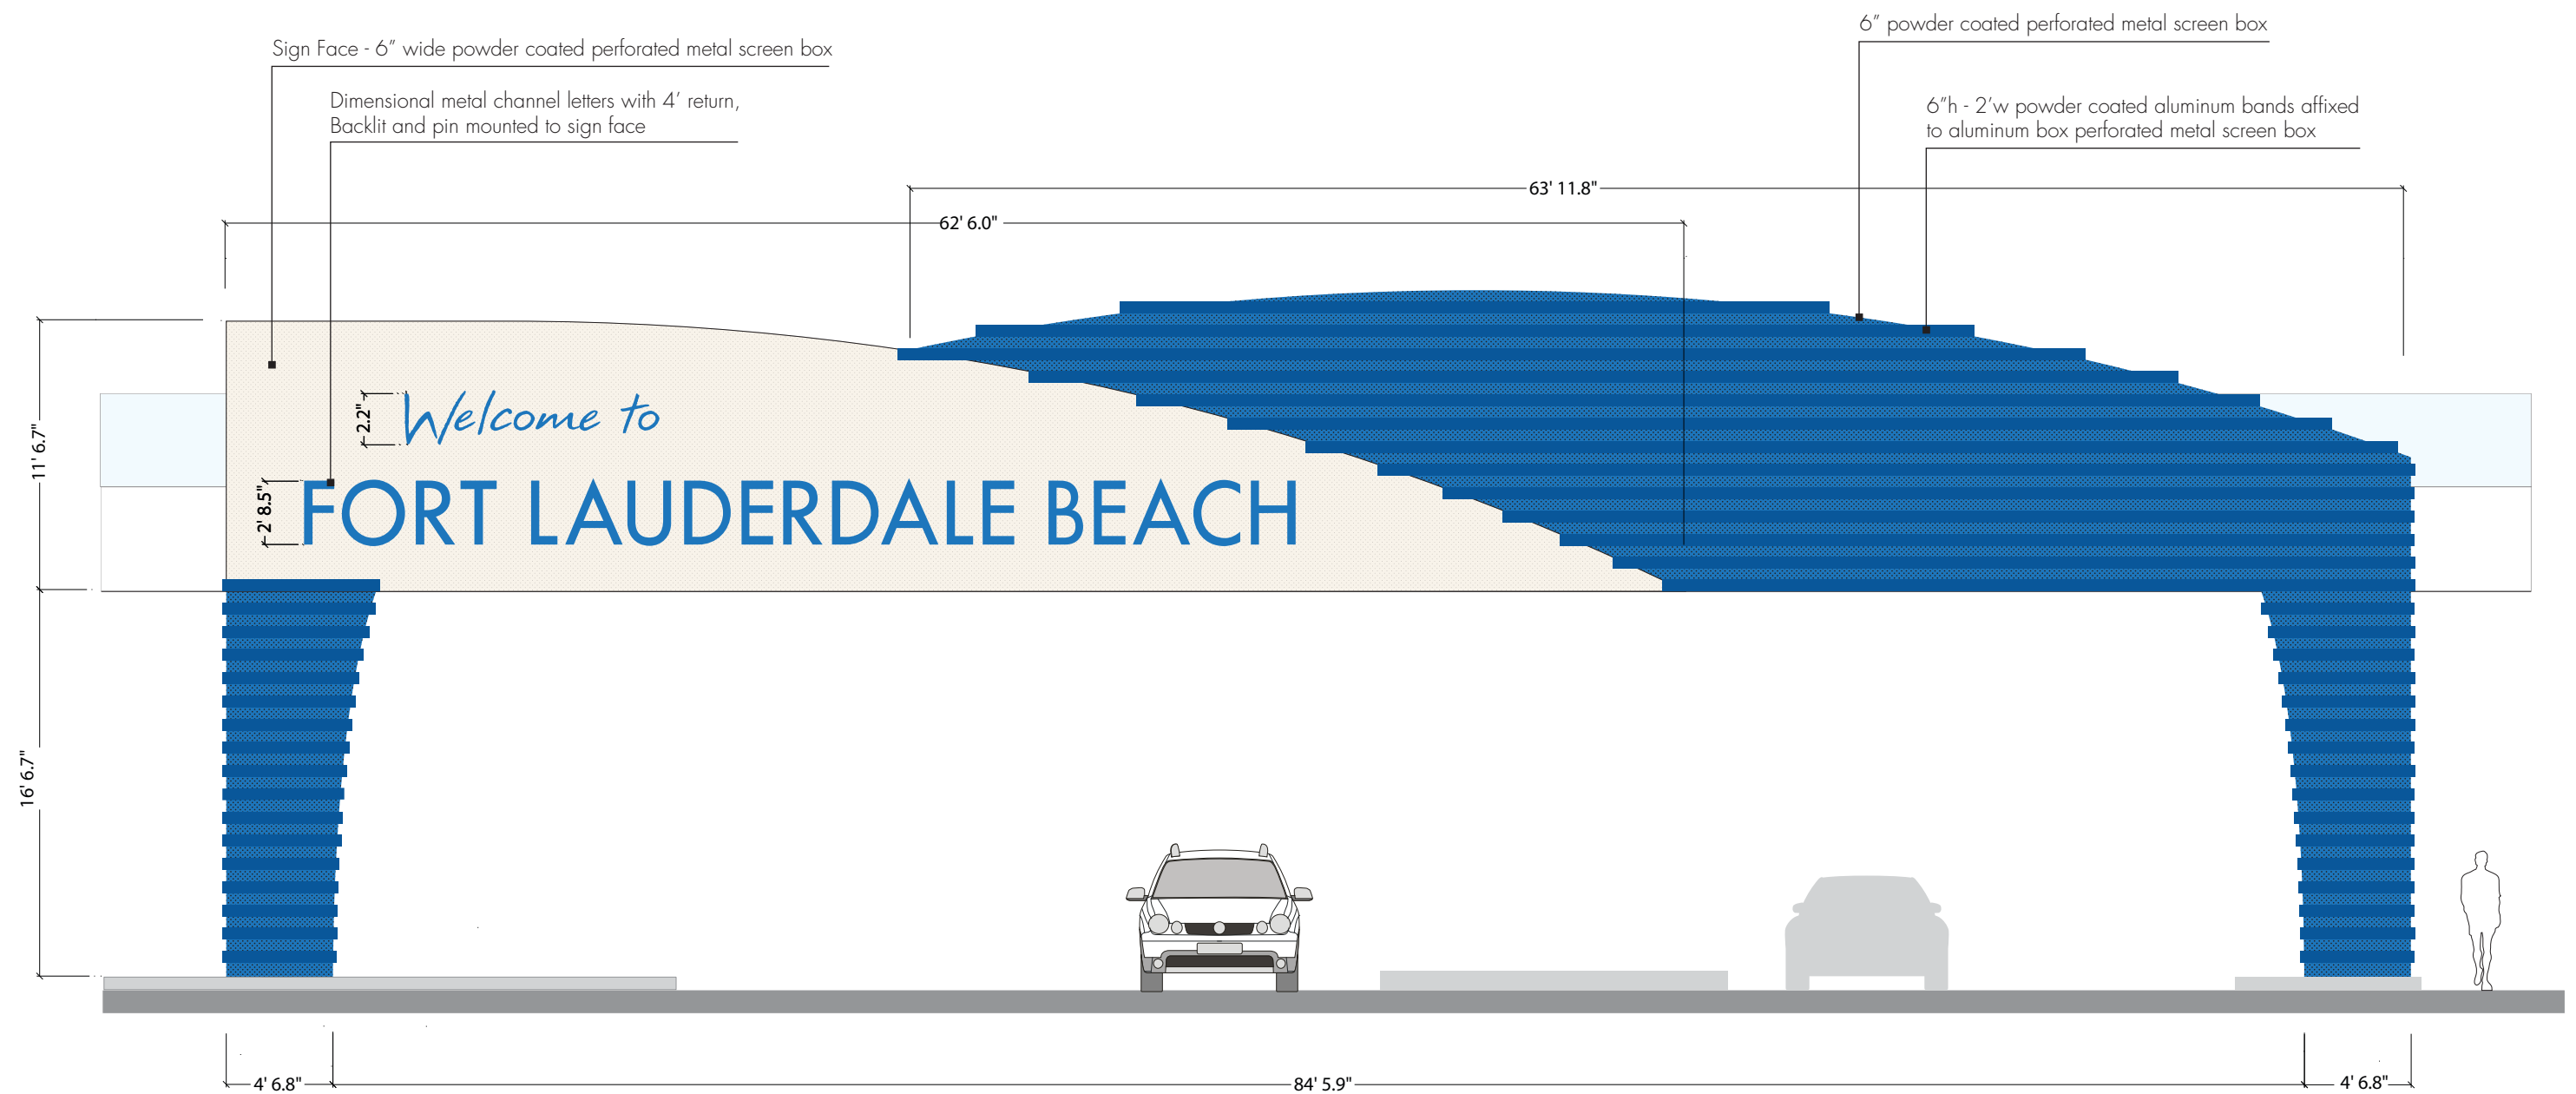 6” powder coated perforated metal screen box
Sign Face - 6” wide powder coated perforated metal screen box
Dimensional metal channel letters with 4’ return,
Backlit and pin mounted to sign face
6”h - 2’w powder coated aluminum bands affixed
to aluminum box perforated metal screen box
63' 11.8"
62' 6.0"
11' 6.7"
2.2"
Welcome to
2' 8.5"
FORT LAUDERDALE BEACH
16' 6.7"
4' 6.8"
84' 5.9"
4' 6.8"